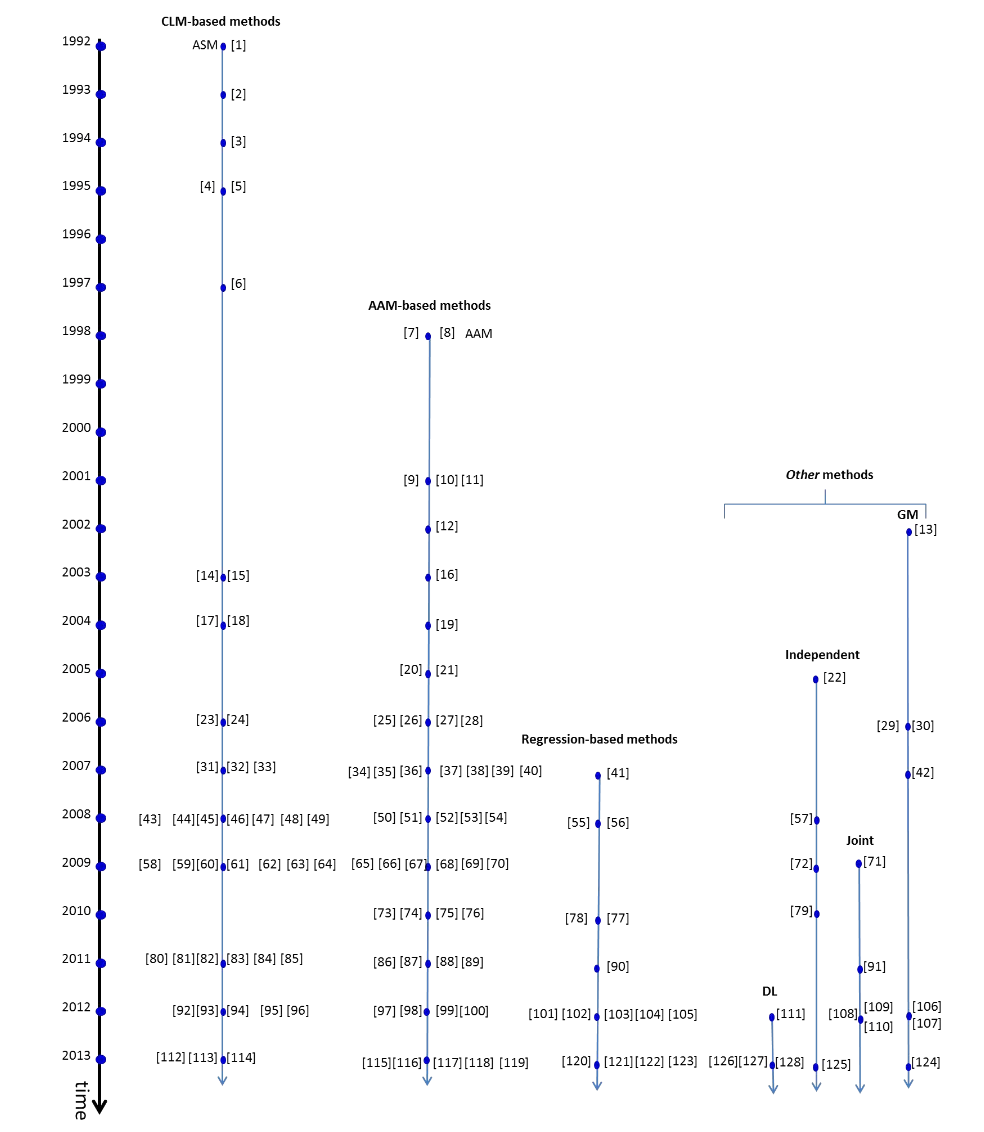 CLM-based methods
1992 ASM [1]
1993 [2]
1994 [3]
1995 [4] [5]
1996
1997 [6]
AAM-based methods
1998 [7] [8] AAM
1999
2000
2001 [9] [10] [11]
Other methods
GM
2002 [12] [13]
2003 [14] [15] [16]
2004 [17] [18] [19]
Independent
2005 [20] [21] [22]
2006 [23] [24] [25] [26] [27] [28] [29] [30]
Regression-based methods
2007 [31] [32] [33] [34] [35] [36] [37] [38] [39] [40] [41] [42]
2008 [43] [44] [45] [46] [47] [48] [49] [50] [51] [52] [53] [54] [55] [56] [57]
Joint
2009 [58] [59] [60] [61] [62] [63] [64] [65] [66] [67] [68] [69] [70] [72] [71]
2010 [73] [74] [75] [76] [78] [77] [79]
2011 [80] [81] [82] [83] [84] [85] [86] [87] [88] [89] [90] [91]
DL
2012 [92] [93] [94] [95] [96] [97] [98] [99] [100] [101] [102] [103] [104] [105] [111] [108] [109] [110] [106] [107]
2013 [112] [113] [114] [115] [116] [117] [118] [119] [120] [121] [122] [123] [126] [127] [128] [125] [124]
time